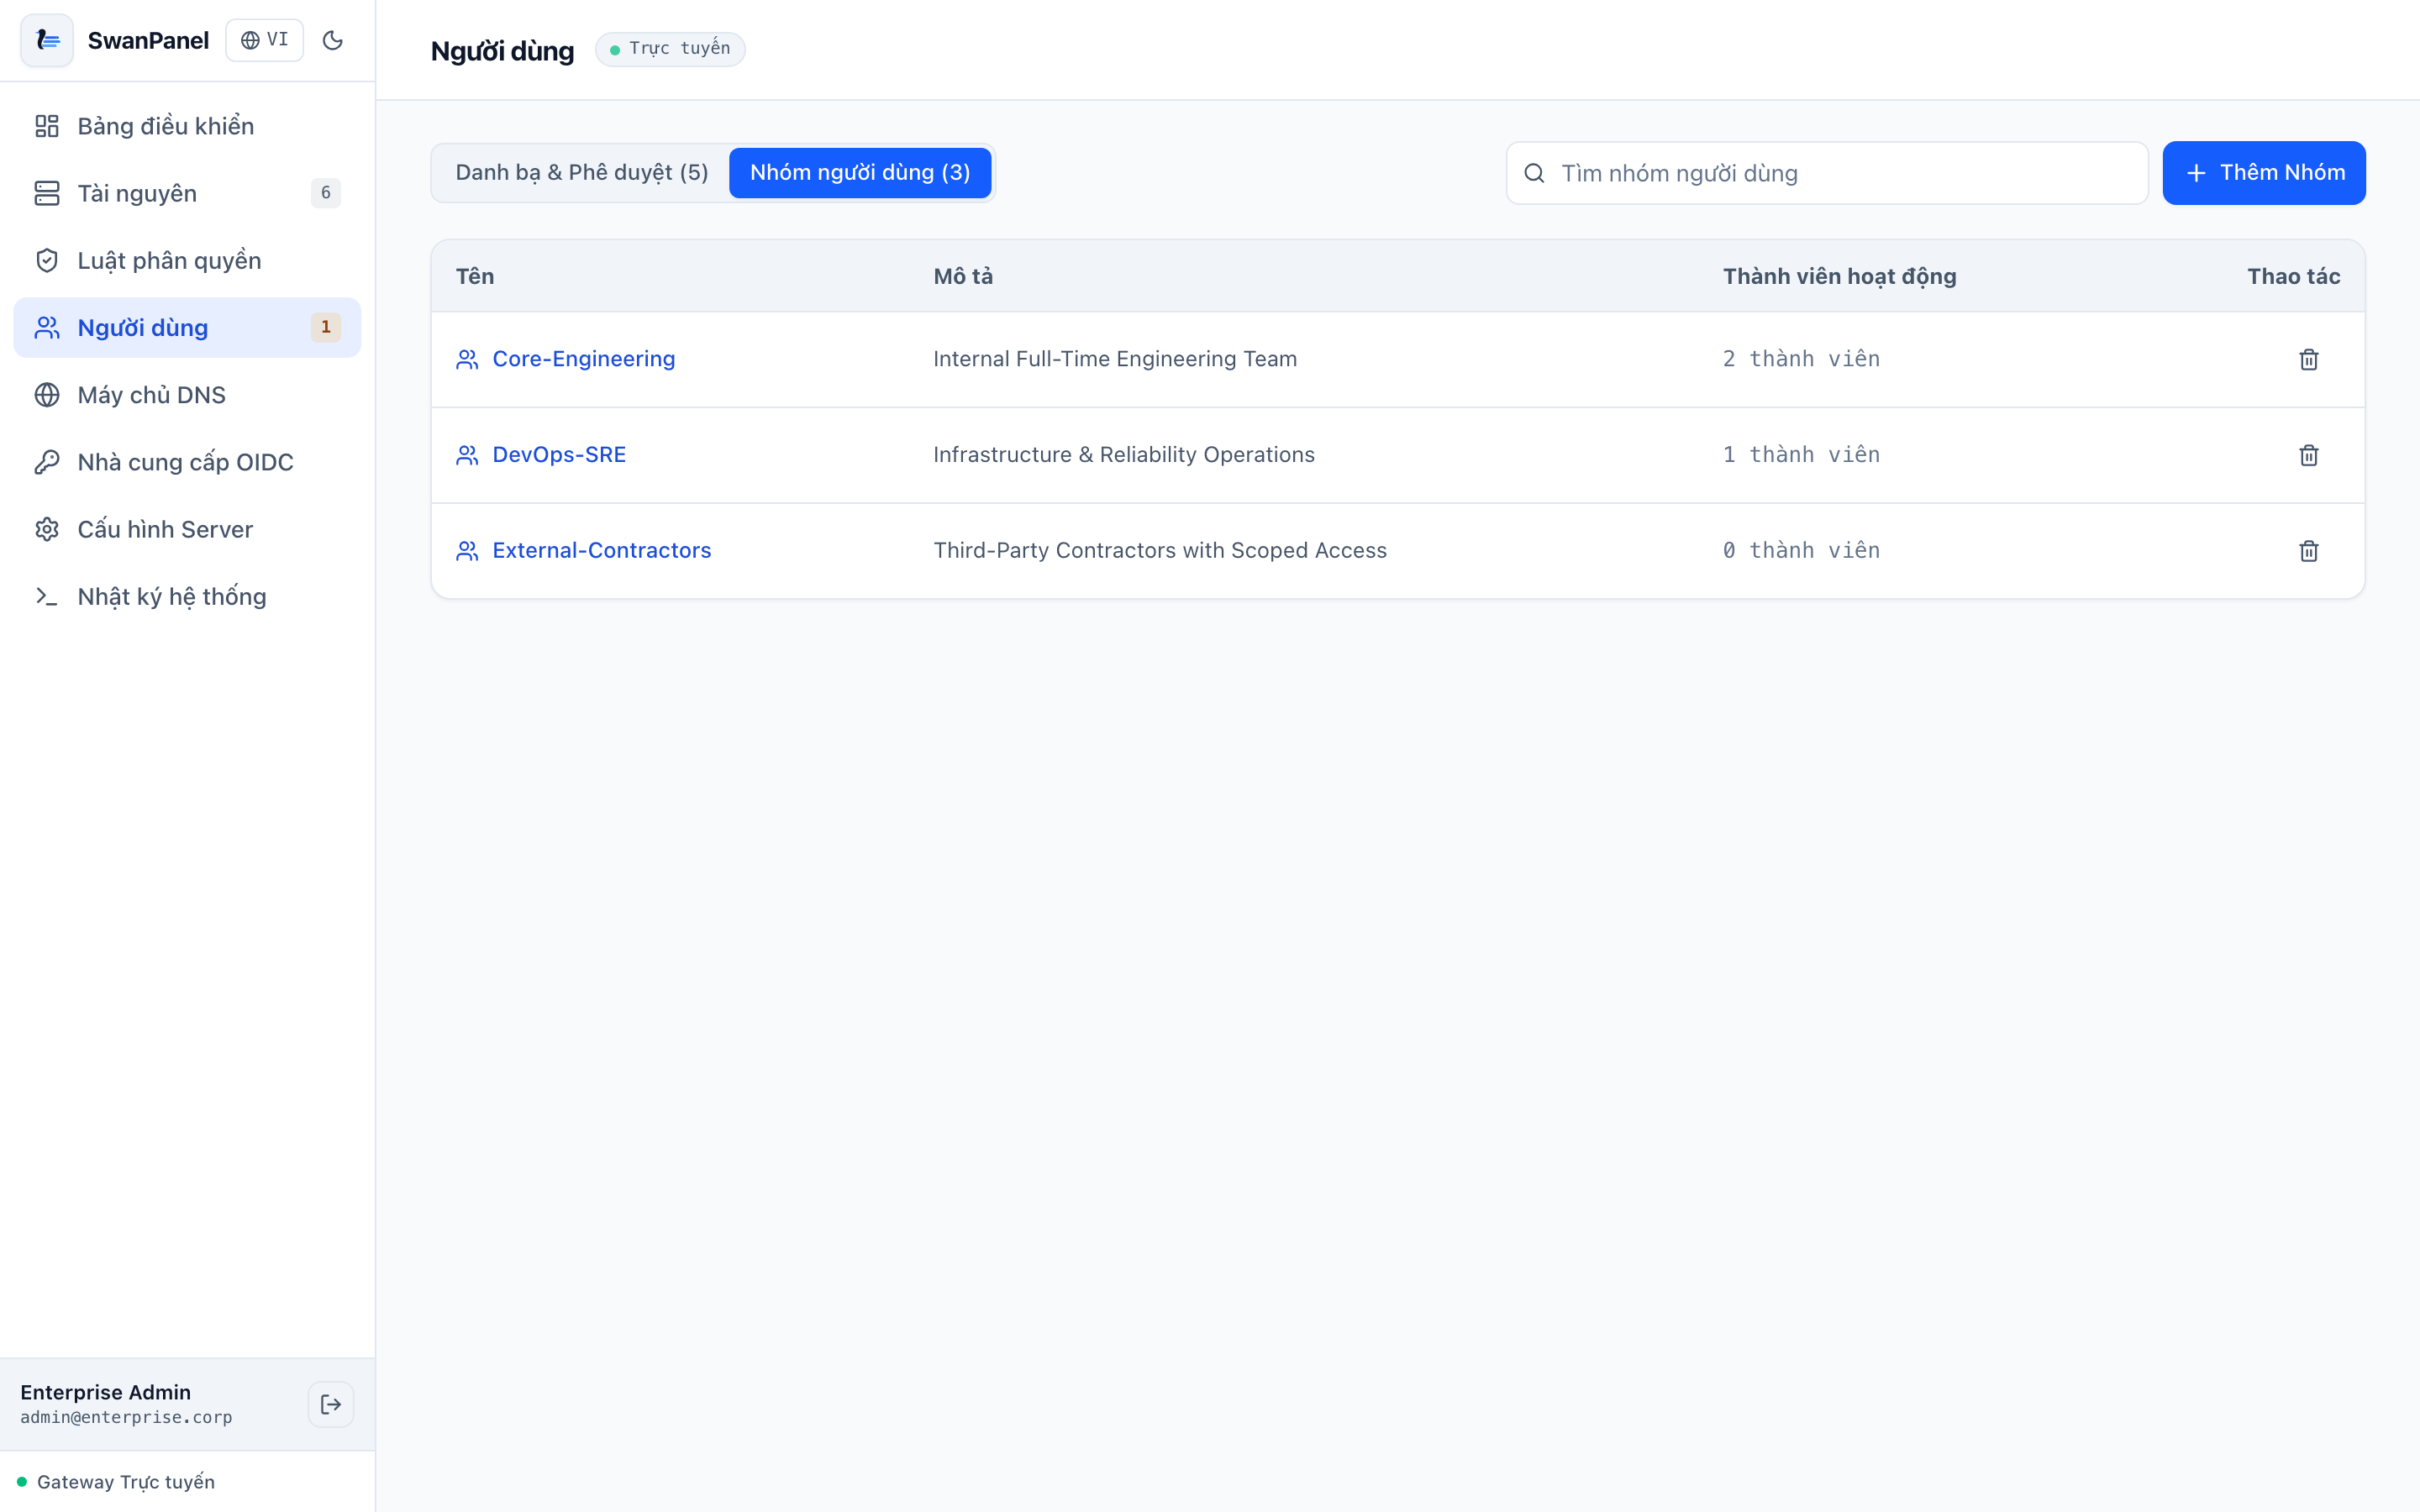 SwanPanel
VI
Bảng điều khiển
Tài nguyên 6
Luật phân quyền
Người dùng 1
Máy chủ DNS
Nhà cung cấp OIDC
Cấu hình Server
Nhật ký hệ thống
Enterprise Admin
admin@enterprise.corp
Gateway Trực tuyến
Người dùng Trực tuyến
Danh bạ & Phê duyệt (5) Nhóm người dùng (3) Tìm nhóm người dùng Thêm Nhóm
Tên Mô tả Thành viên hoạt động Thao tác
Core-Engineering Internal Full-Time Engineering Team 2 thành viên
DevOps-SRE Infrastructure & Reliability Operations 1 thành viên
External-Contractors Third-Party Contractors with Scoped Access 0 thành viên